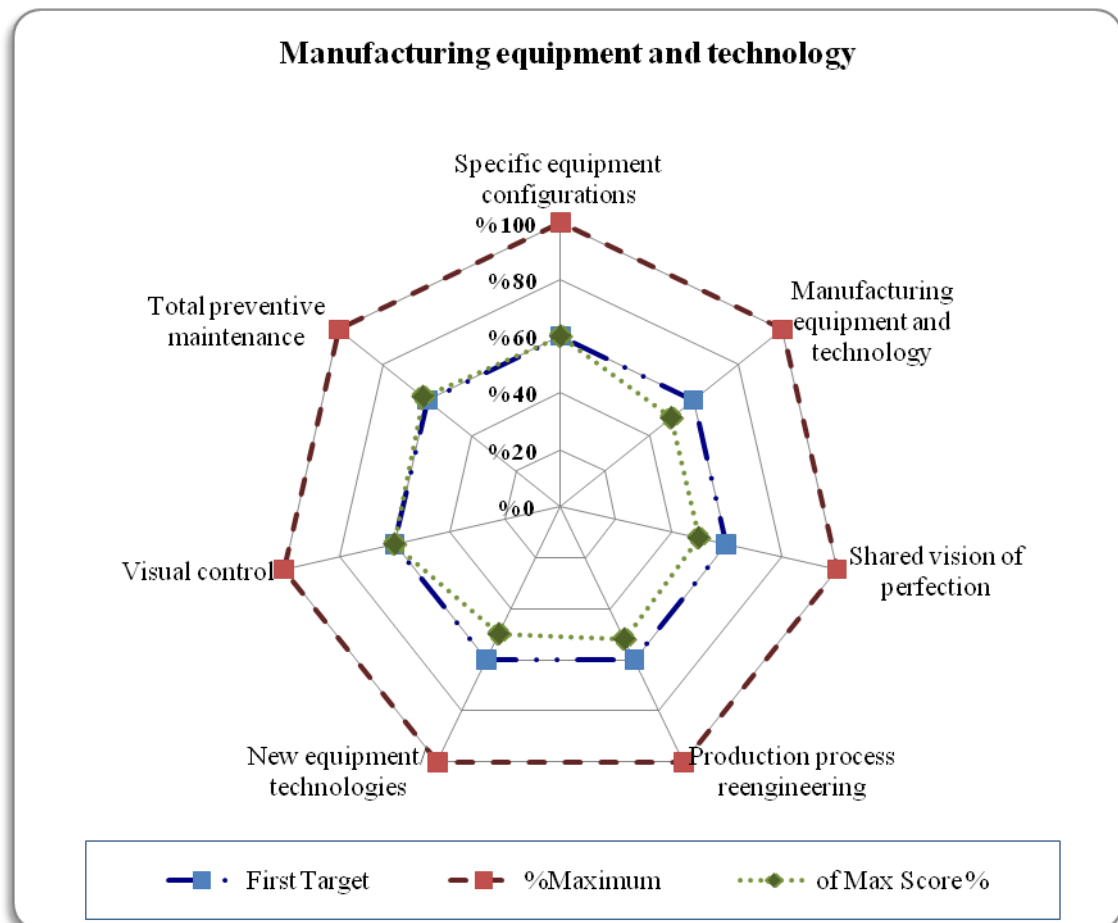 Manufacturing equipment and technology
Specific equipment
configurations
%100
%80
%60
%40
%20
%0
Manufacturing
equipment and
technology
Shared vision of
perfection
Production process
reengineering
New equipment/
technologies
Visual control
Total preventive
maintenance
First Target
%Maximum
of Max Score%